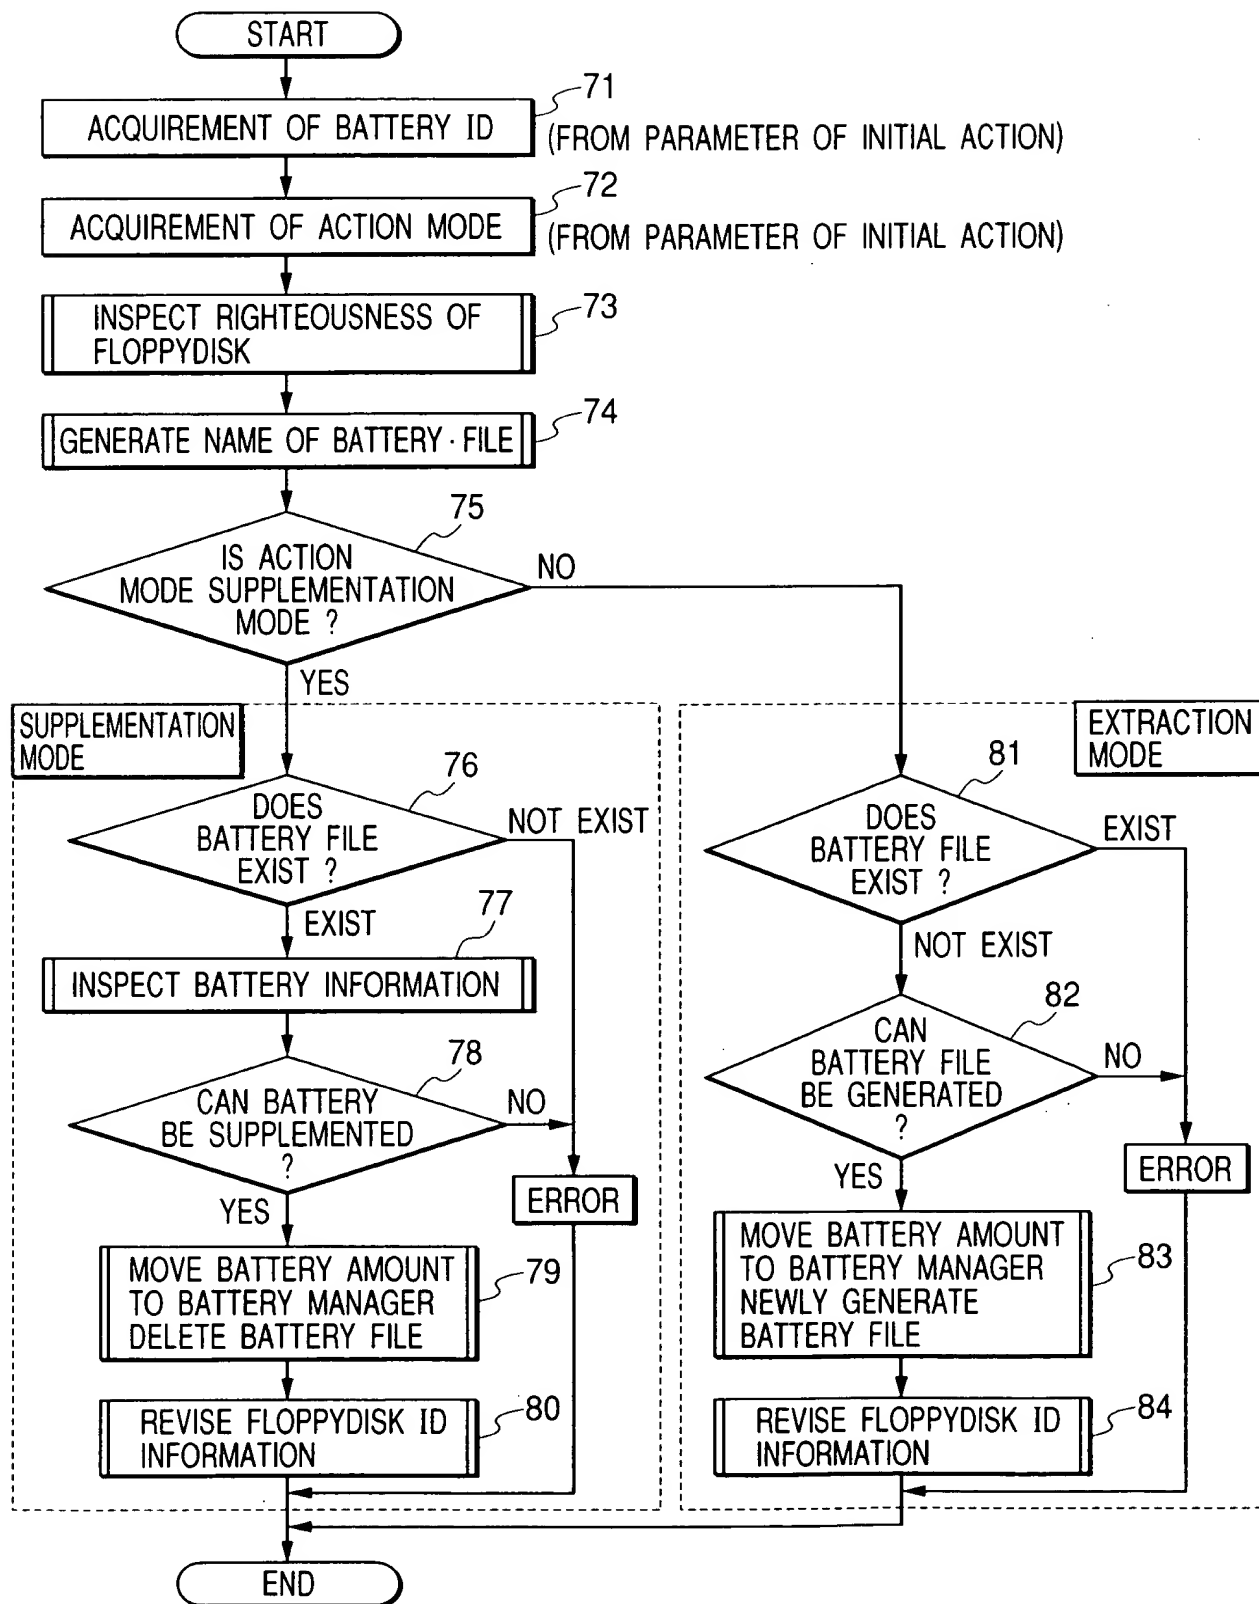 START
71
ACQUIREMENT OF BATTERY ID
(FROM PARAMETER OF INITIAL ACTION)
72
ACQUIREMENT OF ACTION MODE
(FROM PARAMETER OF INITIAL ACTION)
73
INSPECT RIGHTEOUSNESS OF
FLOPPYDISK
74
GENERATE NAME OF BATTERY · FILE
75
IS ACTION
MODE SUPPLEMENTATION
MODE ?
NO
YES
SUPPLEMENTATION
MODE
76
DOES
BATTERY FILE
EXIST ?
NOT EXIST
EXIST
77
INSPECT BATTERY INFORMATION
78
CAN BATTERY
BE SUPPLEMENTED
?
NO
YES
ERROR
MOVE BATTERY AMOUNT
TO BATTERY MANAGER
DELETE BATTERY FILE
79
REVISE FLOPPYDISK ID
INFORMATION
80
EXTRACTION
MODE
81
DOES
BATTERY FILE
EXIST ?
EXIST
NOT EXIST
82
CAN
BATTERY FILE
BE GENERATED
?
NO
YES
ERROR
MOVE BATTERY AMOUNT
TO BATTERY MANAGER
NEWLY GENERATE
BATTERY FILE
83
REVISE FLOPPYDISK ID
INFORMATION
84
END